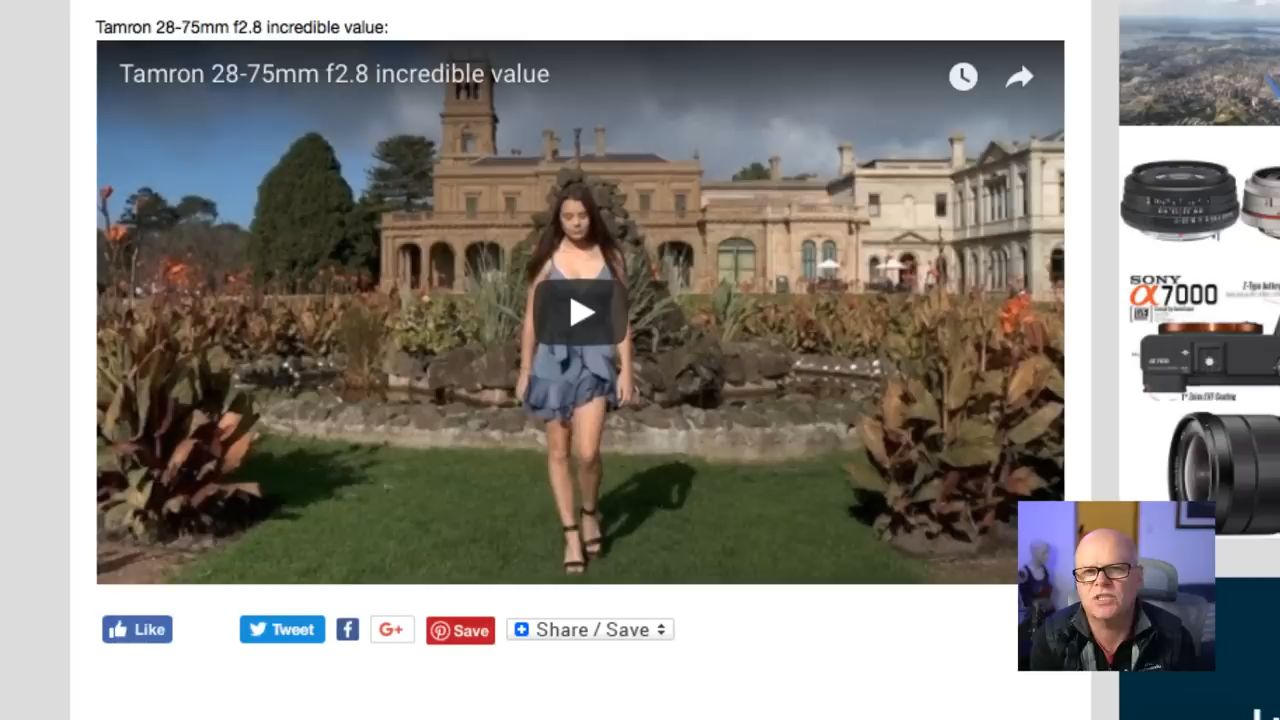 Tamron 28-75mm f2.8 incredible value:
Tamron 28-75mm f2.8 incredible value
SONY
α7000
Like
Tweet
f
G+
Save
Share / Save